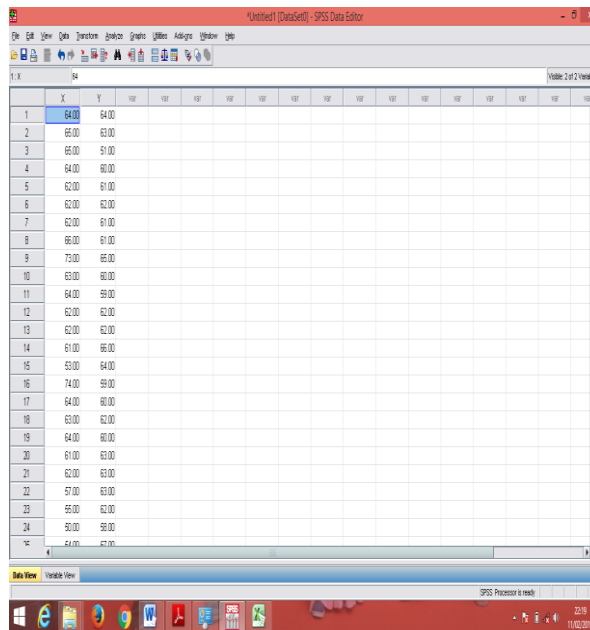 *Untitled1 [DataSet0] - SPSS Data Editor
File Edit View Data Transform Analyze Graphs Utilities Add-ons Window Help
1 : X 64 Visible: 2 of 2 Variab
X Y var var var var var var var var var var var var var
1 64.00 64.00
2 65.00 63.00
3 65.00 51.00
4 64.00 60.00
5 62.00 61.00
6 62.00 62.00
7 62.00 61.00
8 66.00 61.00
9 73.00 65.00
10 63.00 60.00
11 64.00 59.00
12 62.00 62.00
13 62.00 62.00
14 61.00 66.00
15 53.00 64.00
16 74.00 59.00
17 64.00 60.00
18 63.00 62.00
19 64.00 60.00
20 61.00 63.00
21 62.00 63.00
22 57.00 63.00
23 55.00 62.00
24 50.00 58.00
Data View Variable View
SPSS Processor is ready
22:19